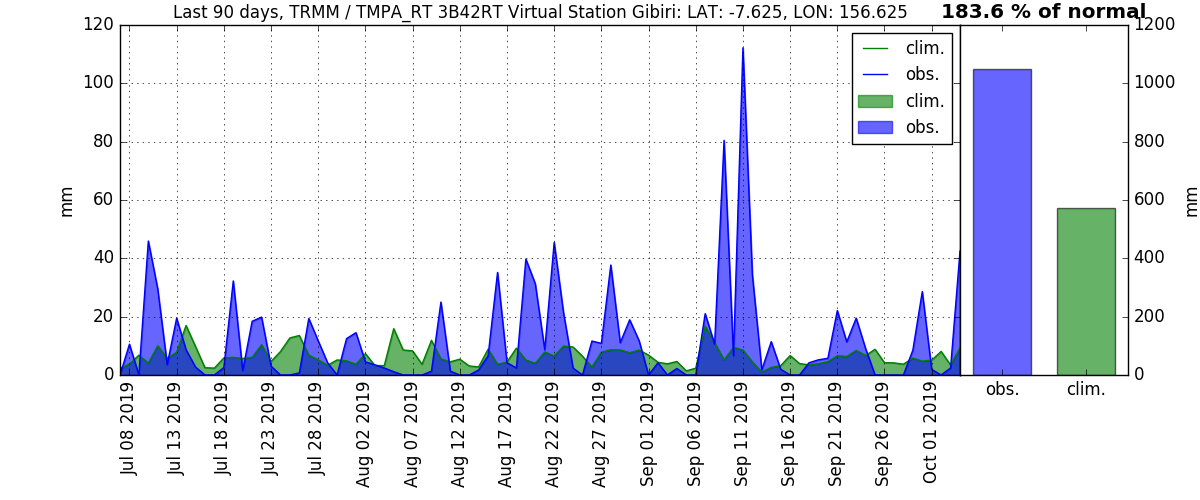 Last 90 days, TRMM / TMPA_RT 3B42RT Virtual Station Gibiri: LAT: -7.625, LON: 156.625
183.6 % of normal
mm
120
100
80
60
40
20
0
clim.
obs.
clim.
obs.
Jul 08 2019
Jul 13 2019
Jul 18 2019
Jul 23 2019
Jul 28 2019
Aug 02 2019
Aug 07 2019
Aug 12 2019
Aug 17 2019
Aug 22 2019
Aug 27 2019
Sep 01 2019
Sep 06 2019
Sep 11 2019
Sep 16 2019
Sep 21 2019
Sep 26 2019
Oct 01 2019
obs.
clim.
1200
1000
800
600
400
200
0
mm